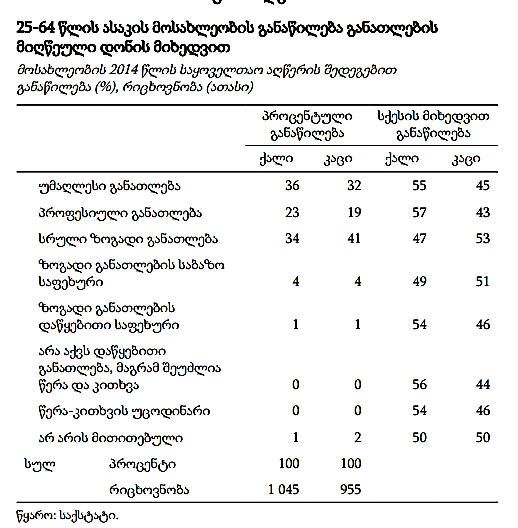 25-64 წლის ასაკის მოსახლეობის განაწილება განათლების
მიღწეული დონის მიხედვით
მოსახლეობის 2014 წლის საყოველთაო აღწერის შედეგებით
განაწილება (%), რიცხოვნობა (ათასი)
პროცენტული განაწილება სქესის მიხედვით განაწილება
ქალი კაცი ქალი კაცი
უმაღლესი განათლება 36 32 55 45
პროფესიული განათლება 23 19 57 43
სრული ზოგადი განათლება 34 41 47 53
ზოგადი განათლების საბაზო
საფეხური 4 4 49 51
ზოგადი განათლების
დაწყებითი საფეხური 1 1 54 46
არა აქვს დაწყებითი
განათლება, მაგრამ შეუძლია
წერა და კითხვა 0 0 56 44
წერა-კითხვის უცოდინარი 0 0 54 46
არ არის მითითებული 1 2 50 50
სულ პროცენტი 100 100
რიცხოვნობა 1 045 955
წყარო: საქსტატი.